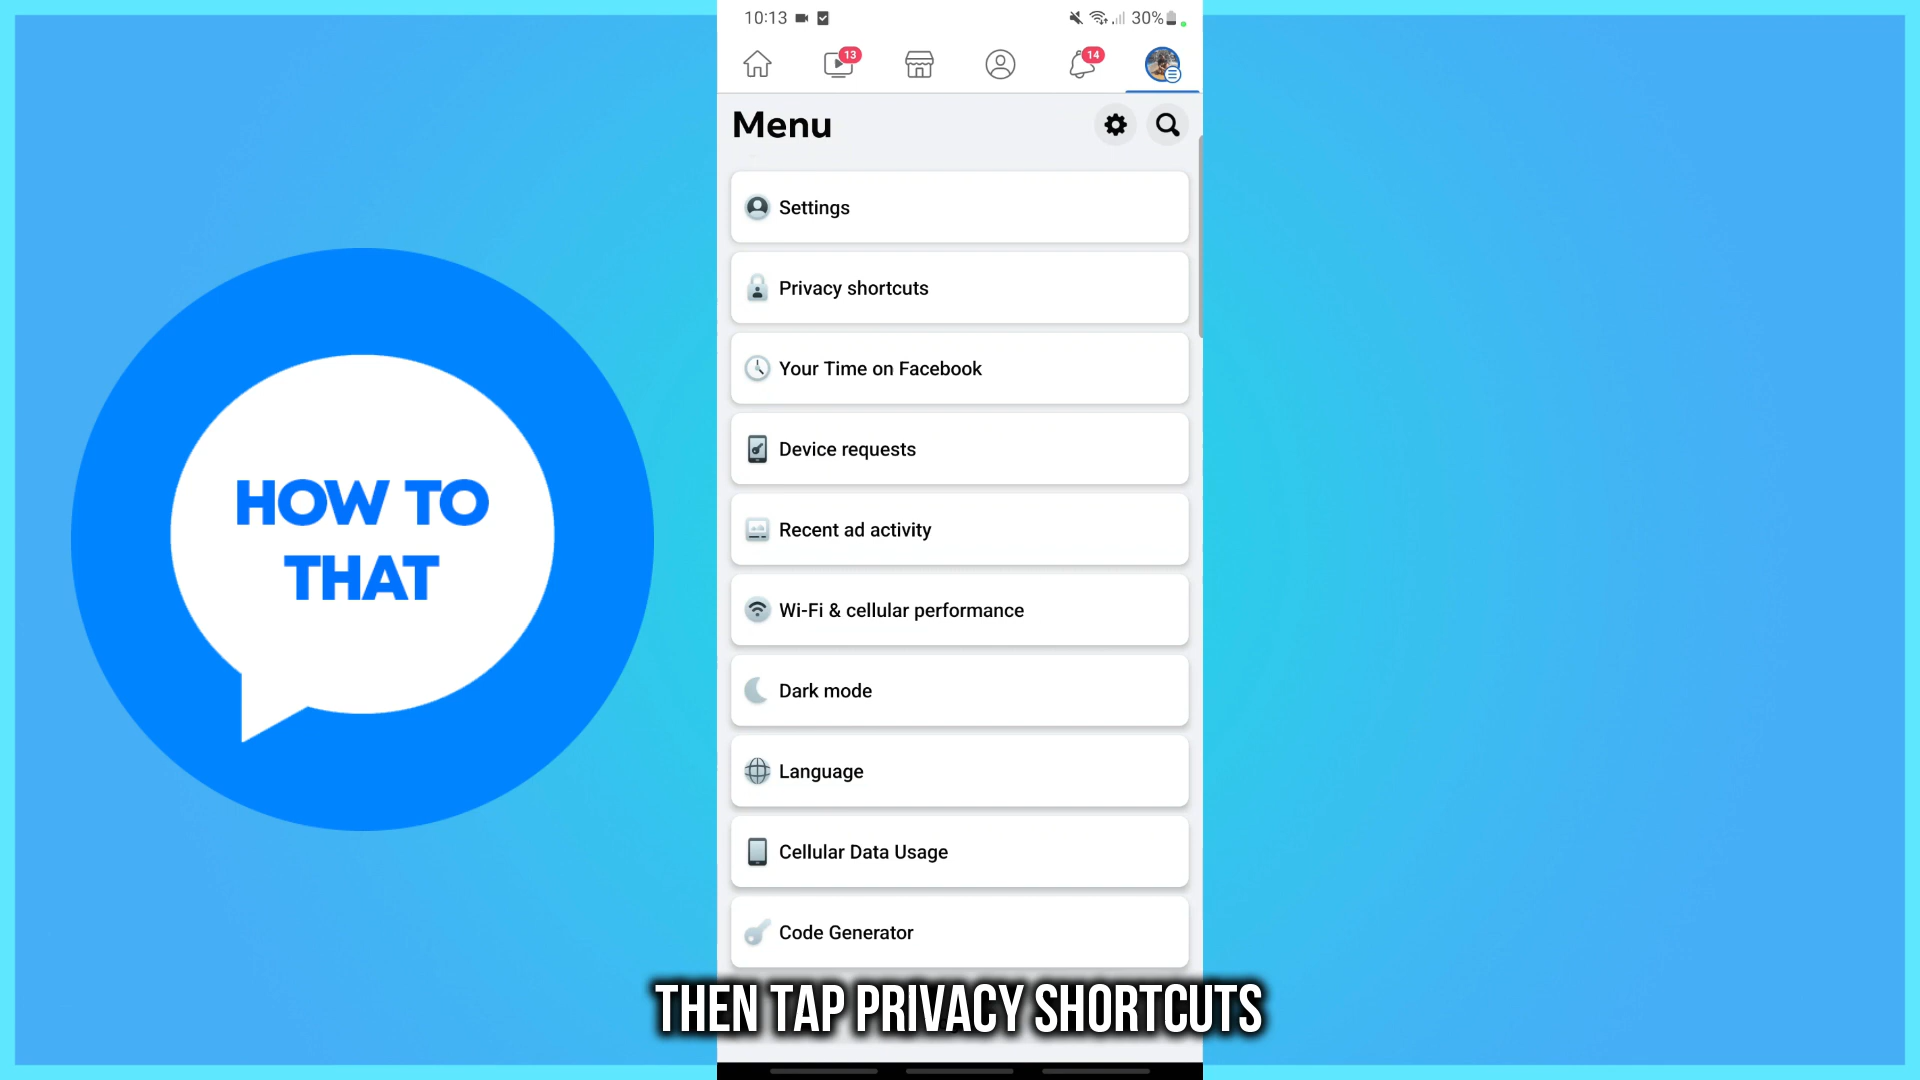 10:13
30%
13
14
Menu
Settings
Privacy shortcuts
Your Time on Facebook
Device requests
Recent ad activity
Wi-Fi & cellular performance
Dark mode
Language
Cellular Data Usage
Code Generator
HOW TO
THAT
THEN TAP PRIVACY SHORTCUTS